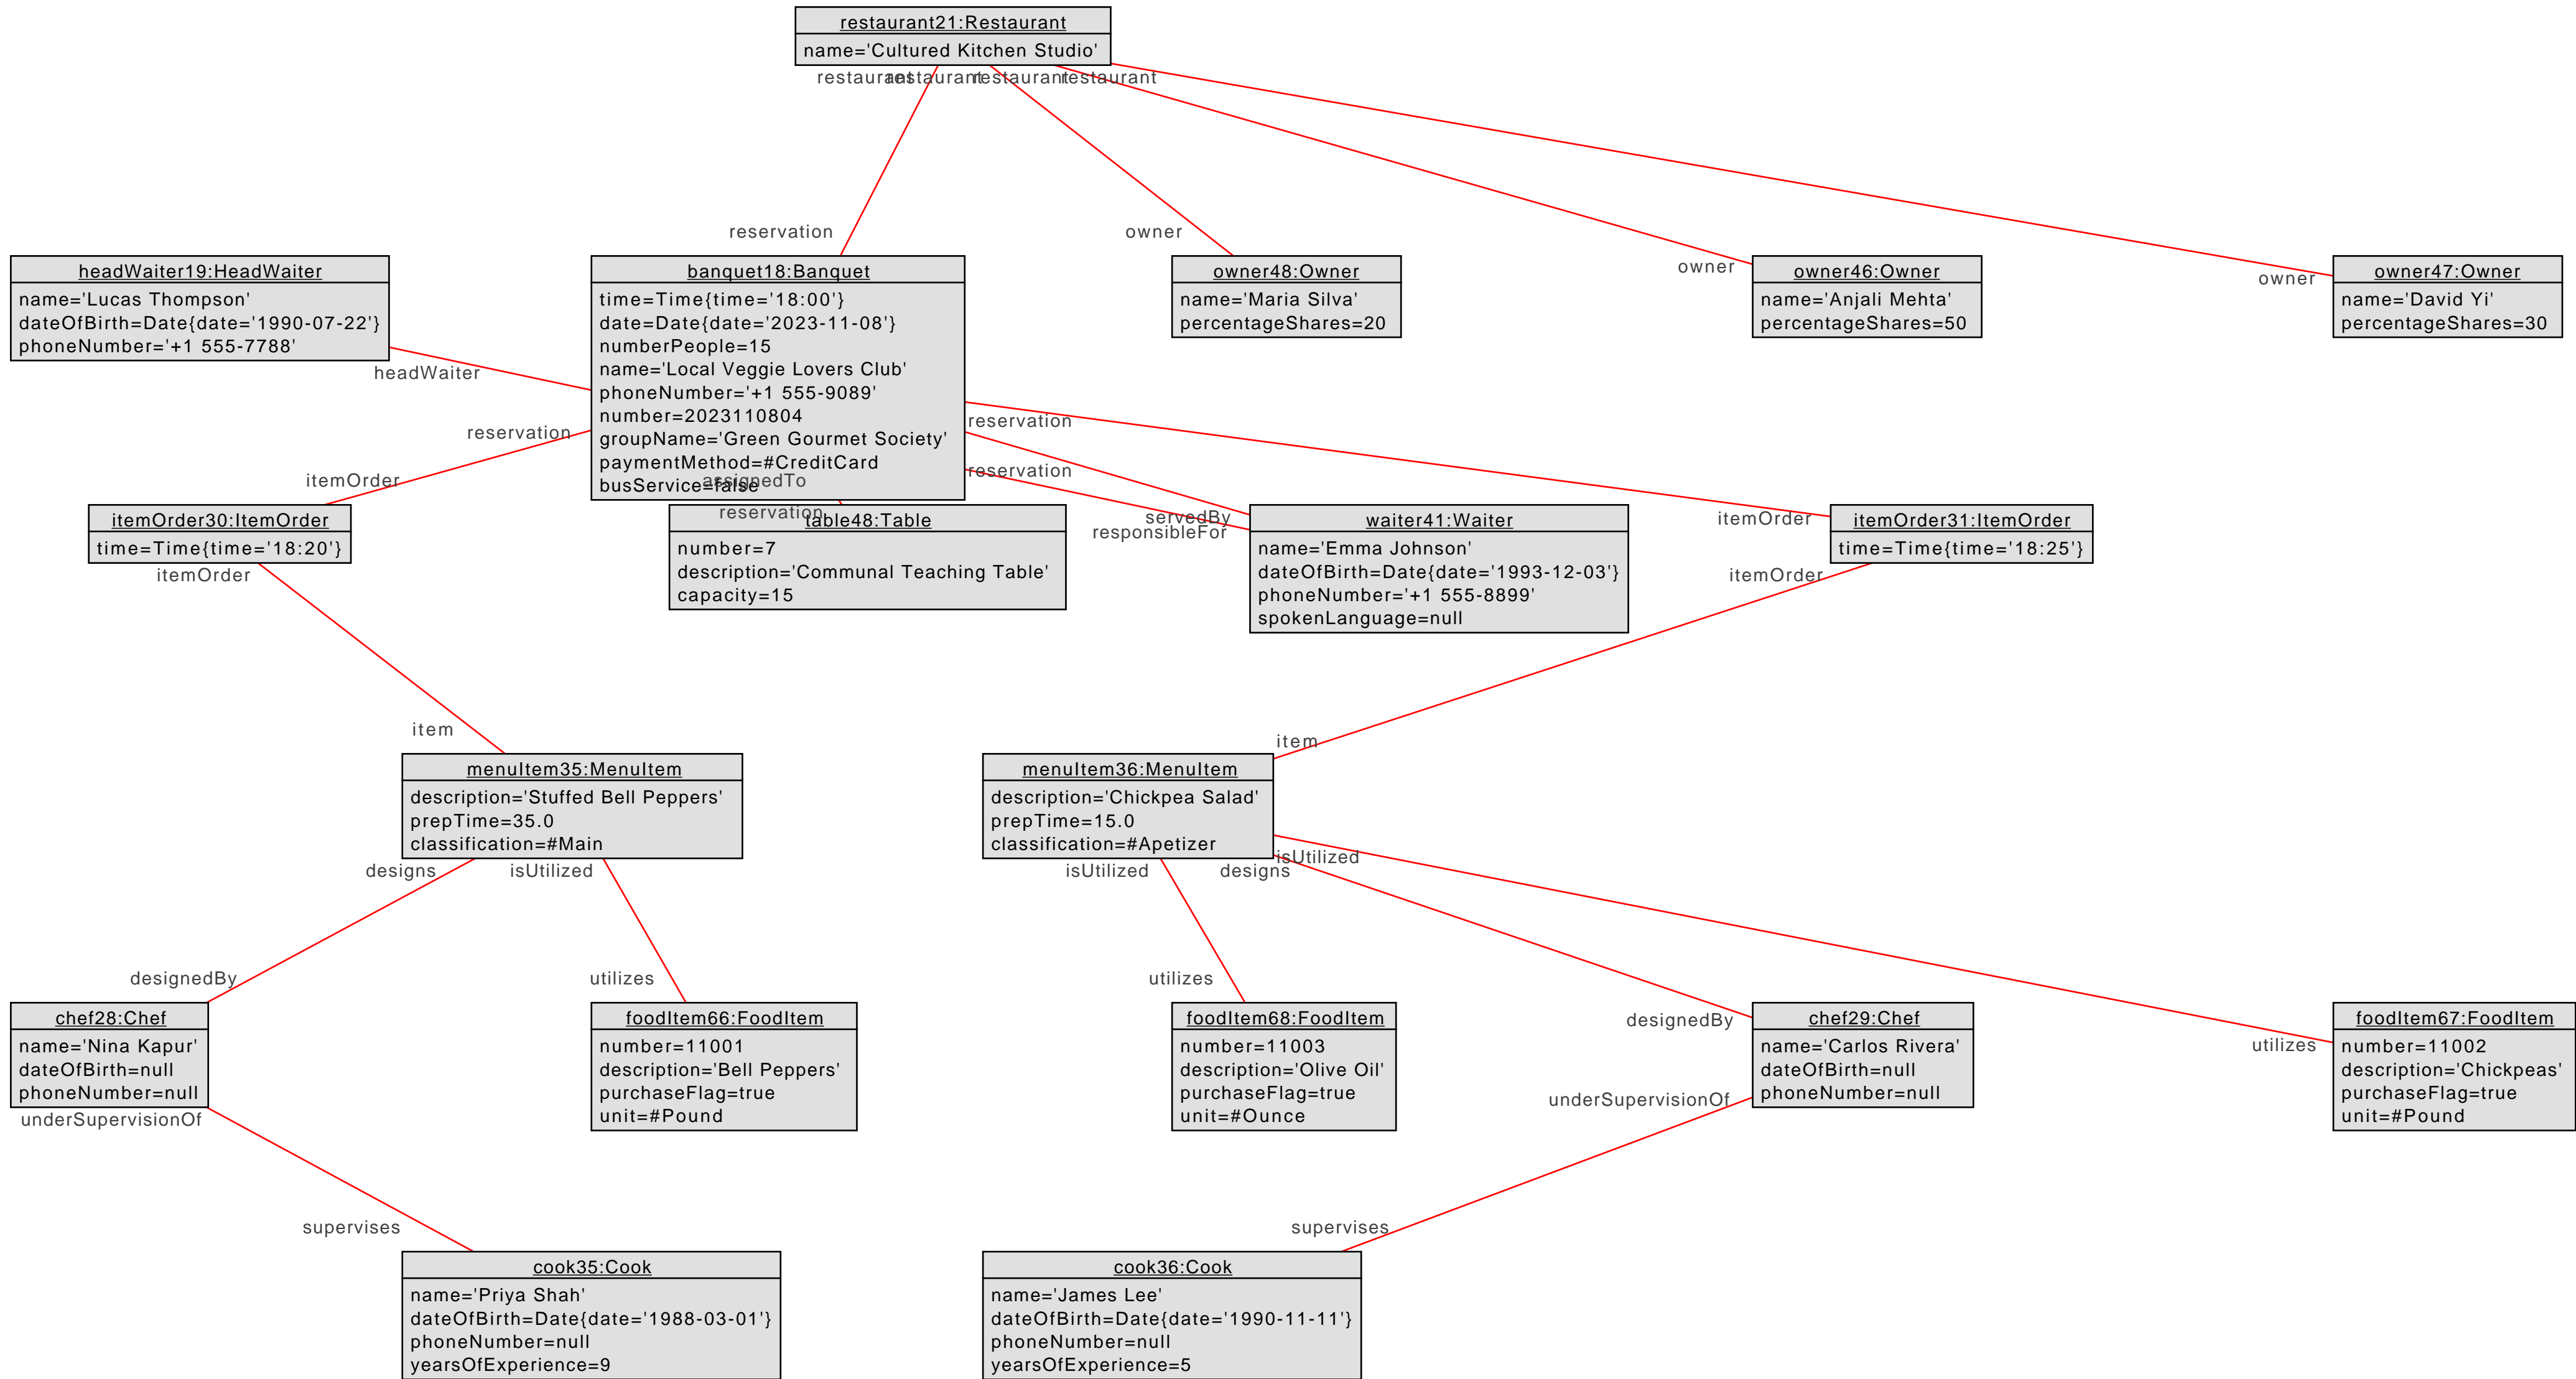 restaurant21:Restaurant
name='Cultured Kitchen Studio'
restaurant
restaurant
restaurant
restaurant
reservation
owner
owner
owner
headWaiter19:HeadWaiter
name='Lucas Thompson'
dateOfBirth=Date{date='1990-07-22'}
phoneNumber='+1 555-7788'
headWaiter
banquet18:Banquet
time=Time{time='18:00'}
date=Date{date='2023-11-08'}
numberPeople=15
name='Local Veggie Lovers Club'
phoneNumber='+1 555-9089'
number=2023110804
groupName='Green Gourmet Society'
paymentMethod=#CreditCard
busService=false
assignedTo
owner48:Owner
name='Maria Silva'
percentageShares=20
owner46:Owner
name='Anjali Mehta'
percentageShares=50
owner47:Owner
name='David Yi'
percentageShares=30
reservation
reservation
reservation
itemOrder
reservation
servedBy
responsibleFor
itemOrder
itemOrder30:ItemOrder
time=Time{time='18:20'}
itemOrder
table48:Table
number=7
description='Communal Teaching Table'
capacity=15
waiter41:Waiter
name='Emma Johnson'
dateOfBirth=Date{date='1993-12-03'}
phoneNumber='+1 555-8899'
spokenLanguage=null
itemOrder31:ItemOrder
time=Time{time='18:25'}
itemOrder
item
item
menuItem35:MenuItem
description='Stuffed Bell Peppers'
prepTime=35.0
classification=#Main
designs
isUtilized
menuItem36:MenuItem
description='Chickpea Salad'
prepTime=15.0
classification=#Apetizer
isUtilized
designs
isUtilized
designedBy
utilizes
utilizes
designedBy
utilizes
chef28:Chef
name='Nina Kapur'
dateOfBirth=null
phoneNumber=null
underSupervisionOf
foodItem66:FoodItem
number=11001
description='Bell Peppers'
purchaseFlag=true
unit=#Pound
foodItem68:FoodItem
number=11003
description='Olive Oil'
purchaseFlag=true
unit=#Ounce
chef29:Chef
name='Carlos Rivera'
dateOfBirth=null
phoneNumber=null
underSupervisionOf
foodItem67:FoodItem
number=11002
description='Chickpeas'
purchaseFlag=true
unit=#Pound
supervises
supervises
cook35:Cook
name='Priya Shah'
dateOfBirth=Date{date='1988-03-01'}
phoneNumber=null
yearsOfExperience=9
cook36:Cook
name='James Lee'
dateOfBirth=Date{date='1990-11-11'}
phoneNumber=null
yearsOfExperience=5